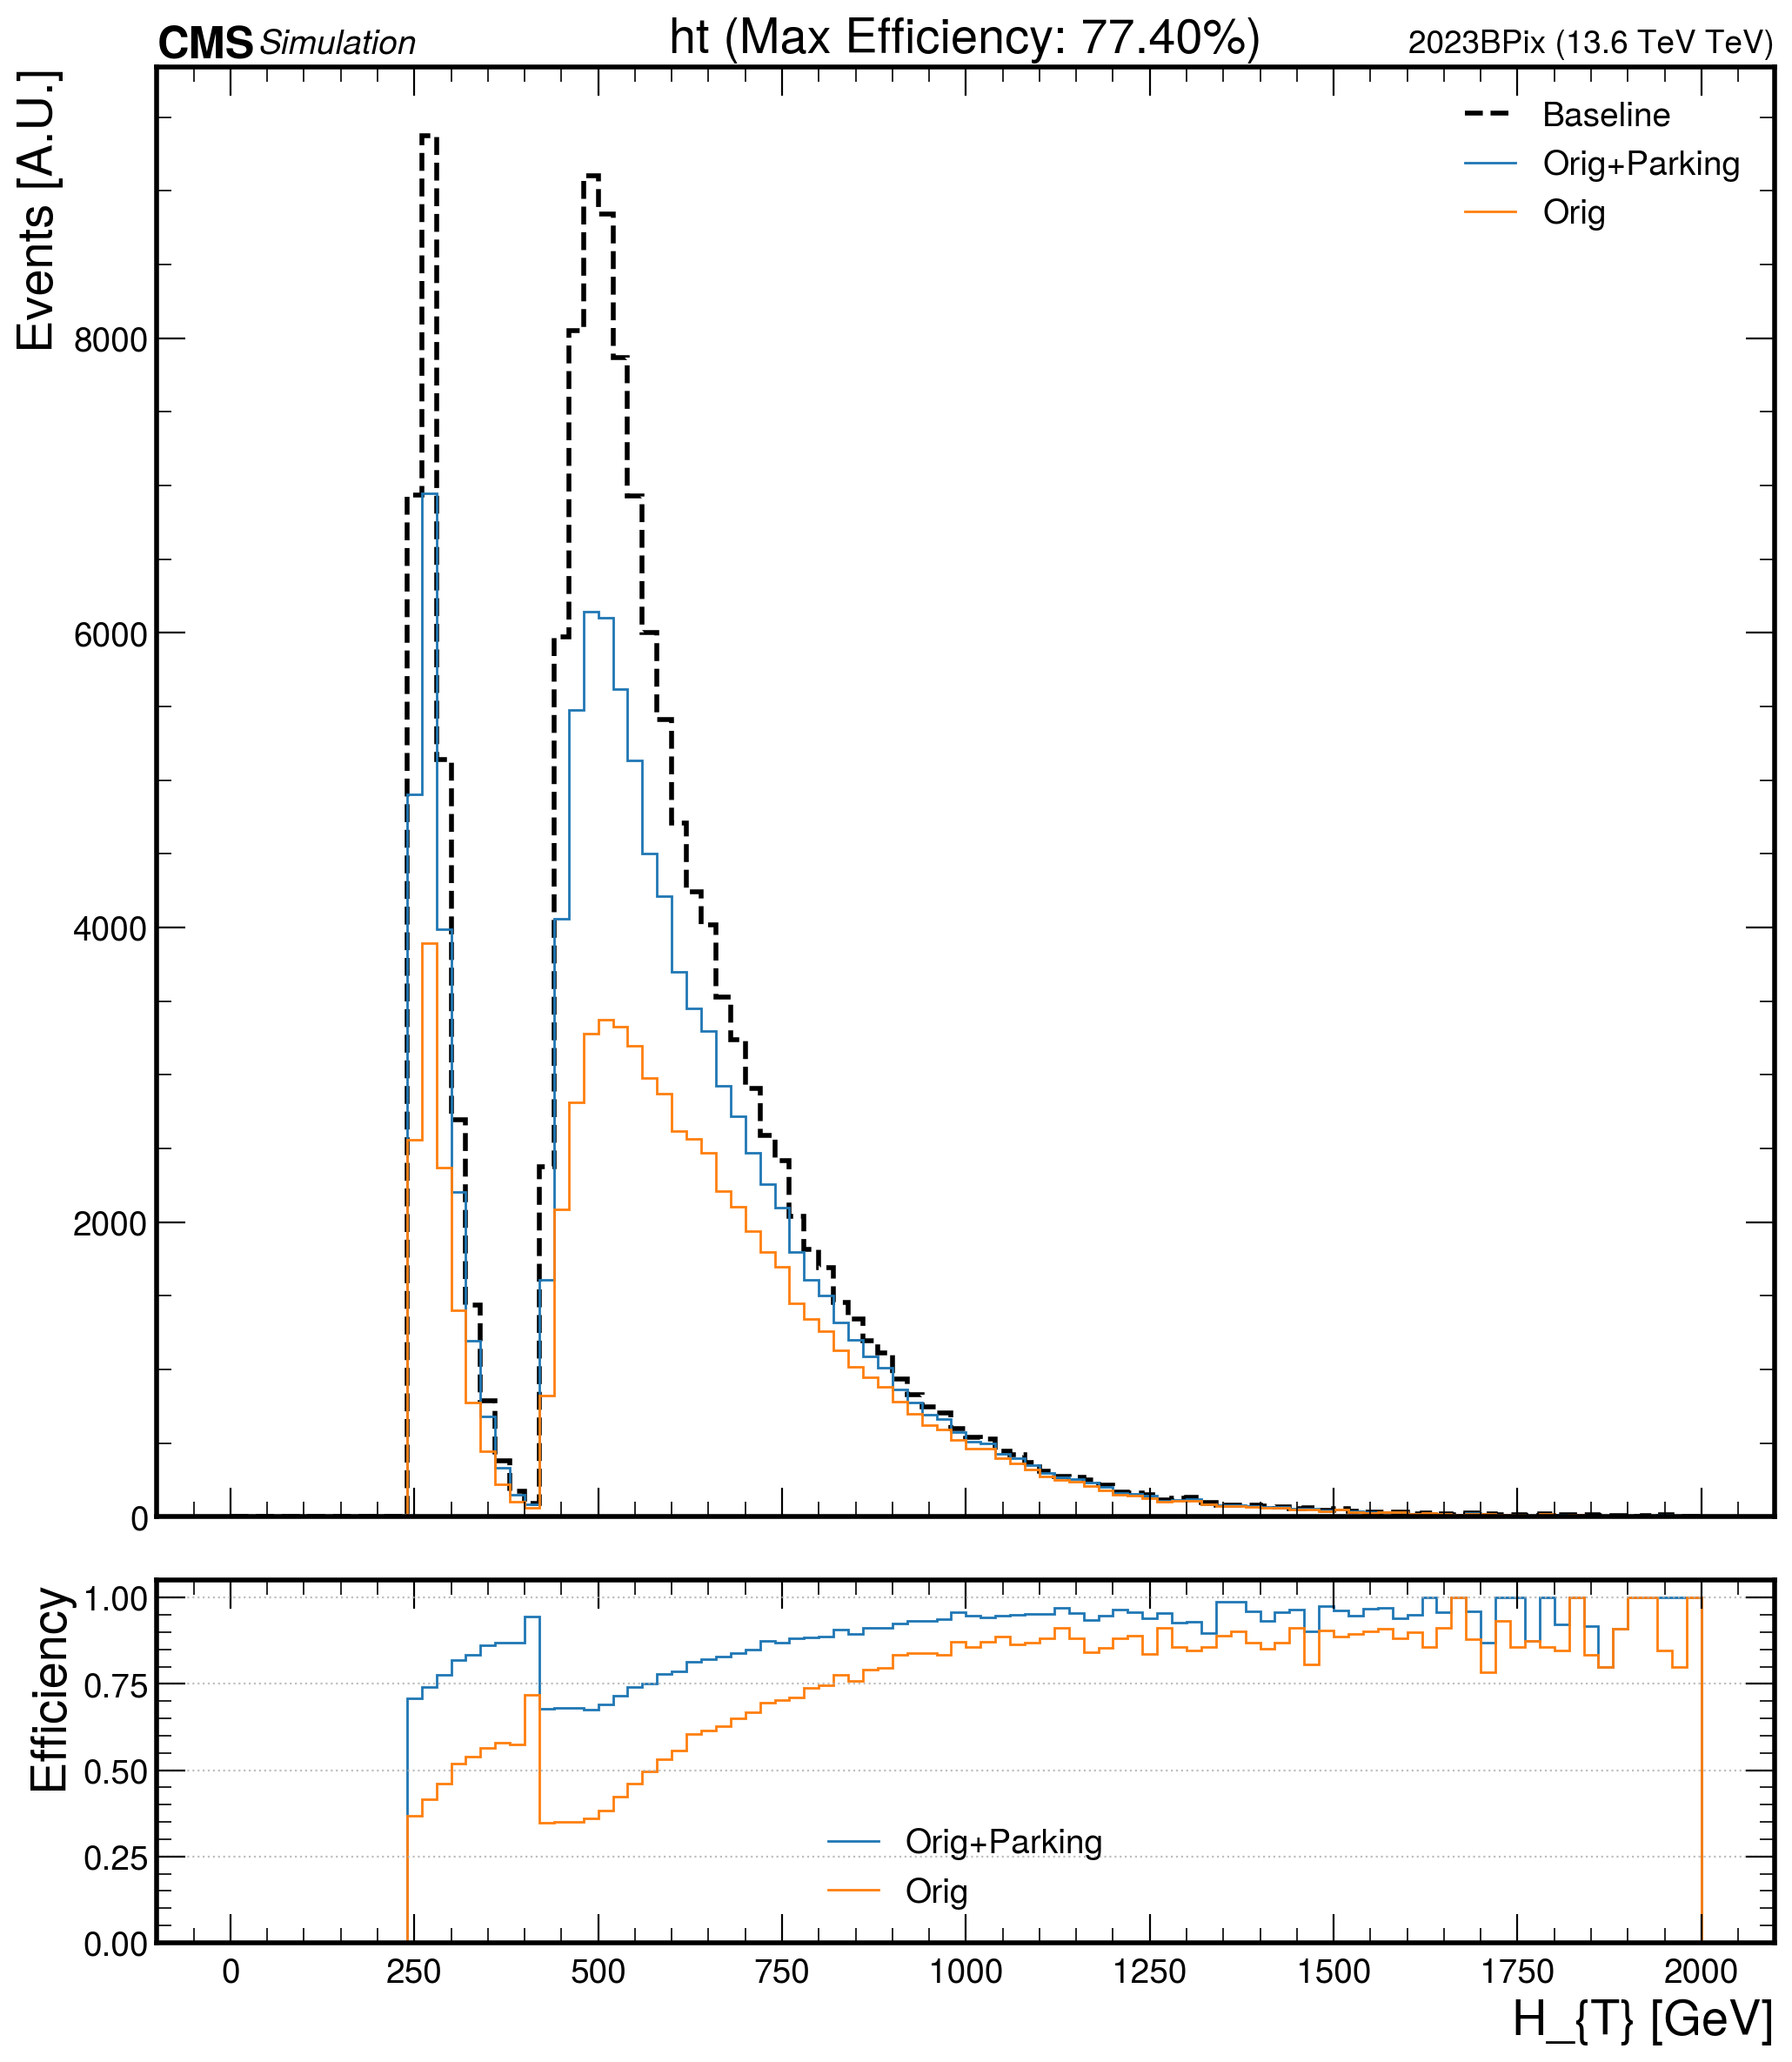 CMS Simulation ht (Max Efficiency: 77.40%) 2023BPix (13.6 TeV TeV)
Events [A.U.]
Baseline
Orig+Parking
Orig
8000
6000
4000
2000
0
Efficiency
1.00
0.75
0.50
0.25
0.00
Orig+Parking
Orig
0 250 500 750 1000 1250 1500 1750 2000
H_{T} [GeV]